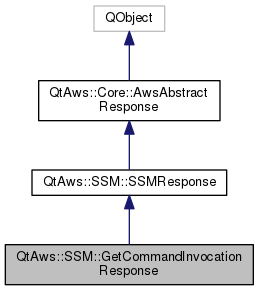 QObject
QtAws::Core::AwsAbstract
Response
QtAws::SSM::SSMResponse
QtAws::SSM::GetCommandInvocation
Response